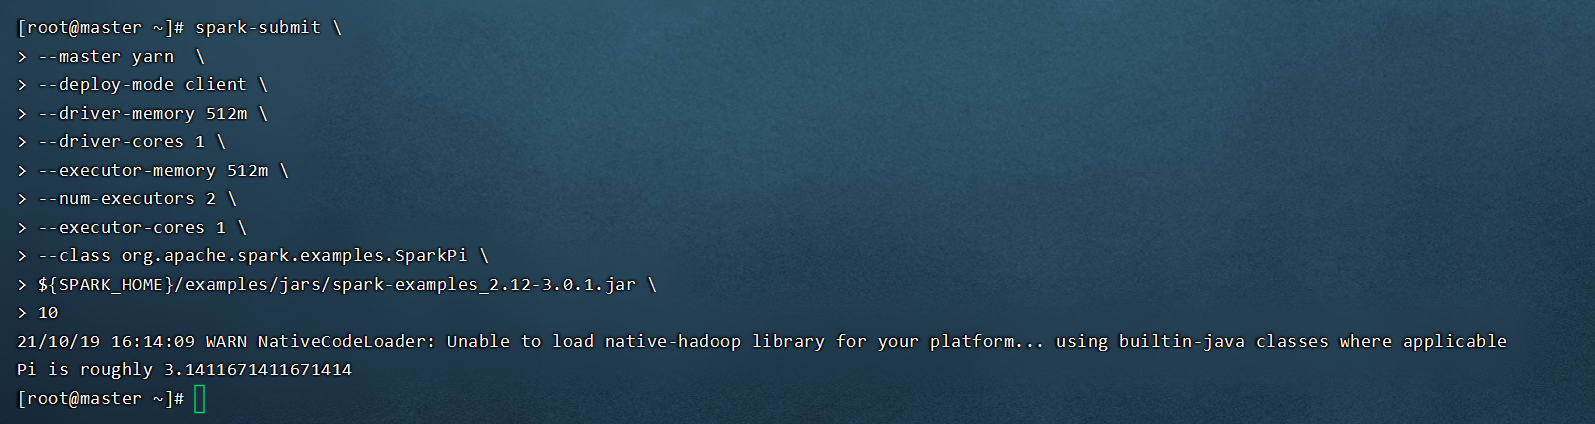 [root@master ~]# spark-submit \
> --master yarn  \
> --deploy-mode client \
> --driver-memory 512m \
> --driver-cores 1 \
> --executor-memory 512m \
> --num-executors 2 \
> --executor-cores 1 \
> --class org.apache.spark.examples.SparkPi \
> ${SPARK_HOME}/examples/jars/spark-examples_2.12-3.0.1.jar \
> 10
21/10/19 16:14:09 WARN NativeCodeLoader: Unable to load native-hadoop library for your platform... using builtin-java classes where applicable
Pi is roughly 3.1411671411671414
[root@master ~]#